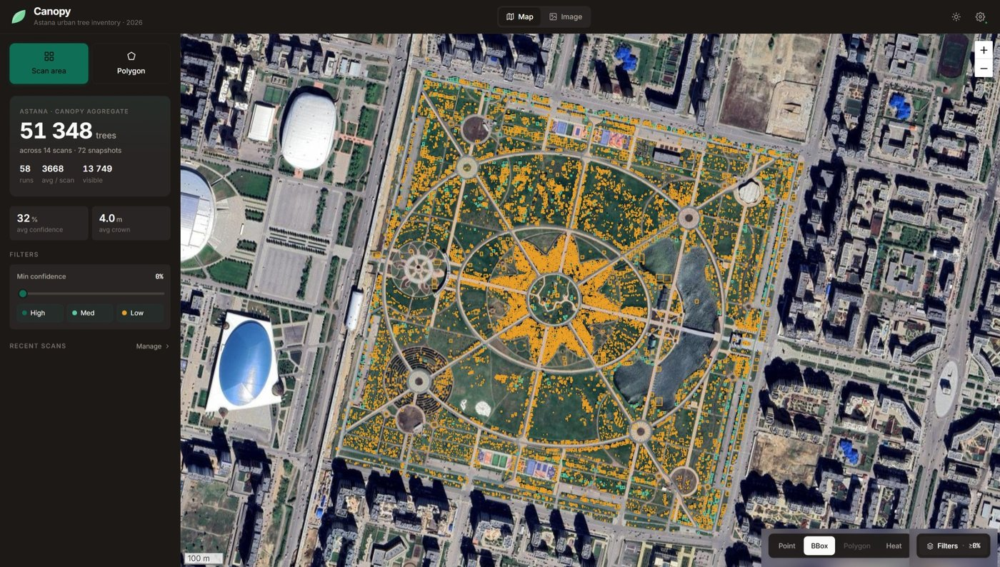 Canopy
Astana urban tree inventory · 2026
Map
Image
Scan area
Polygon
ASTANA · CANOPY AGGREGATE
51 348 trees
across 14 scans · 72 snapshots
58 3668 13 749
runs avg / scan visible
32 % 4.0 m
avg confidence avg crown
FILTERS
Min confidence 0%
High Med Low
RECENT SCANS Manage
+
−
100 m
Point BBox Polygon Heat
Filters · ≥0%